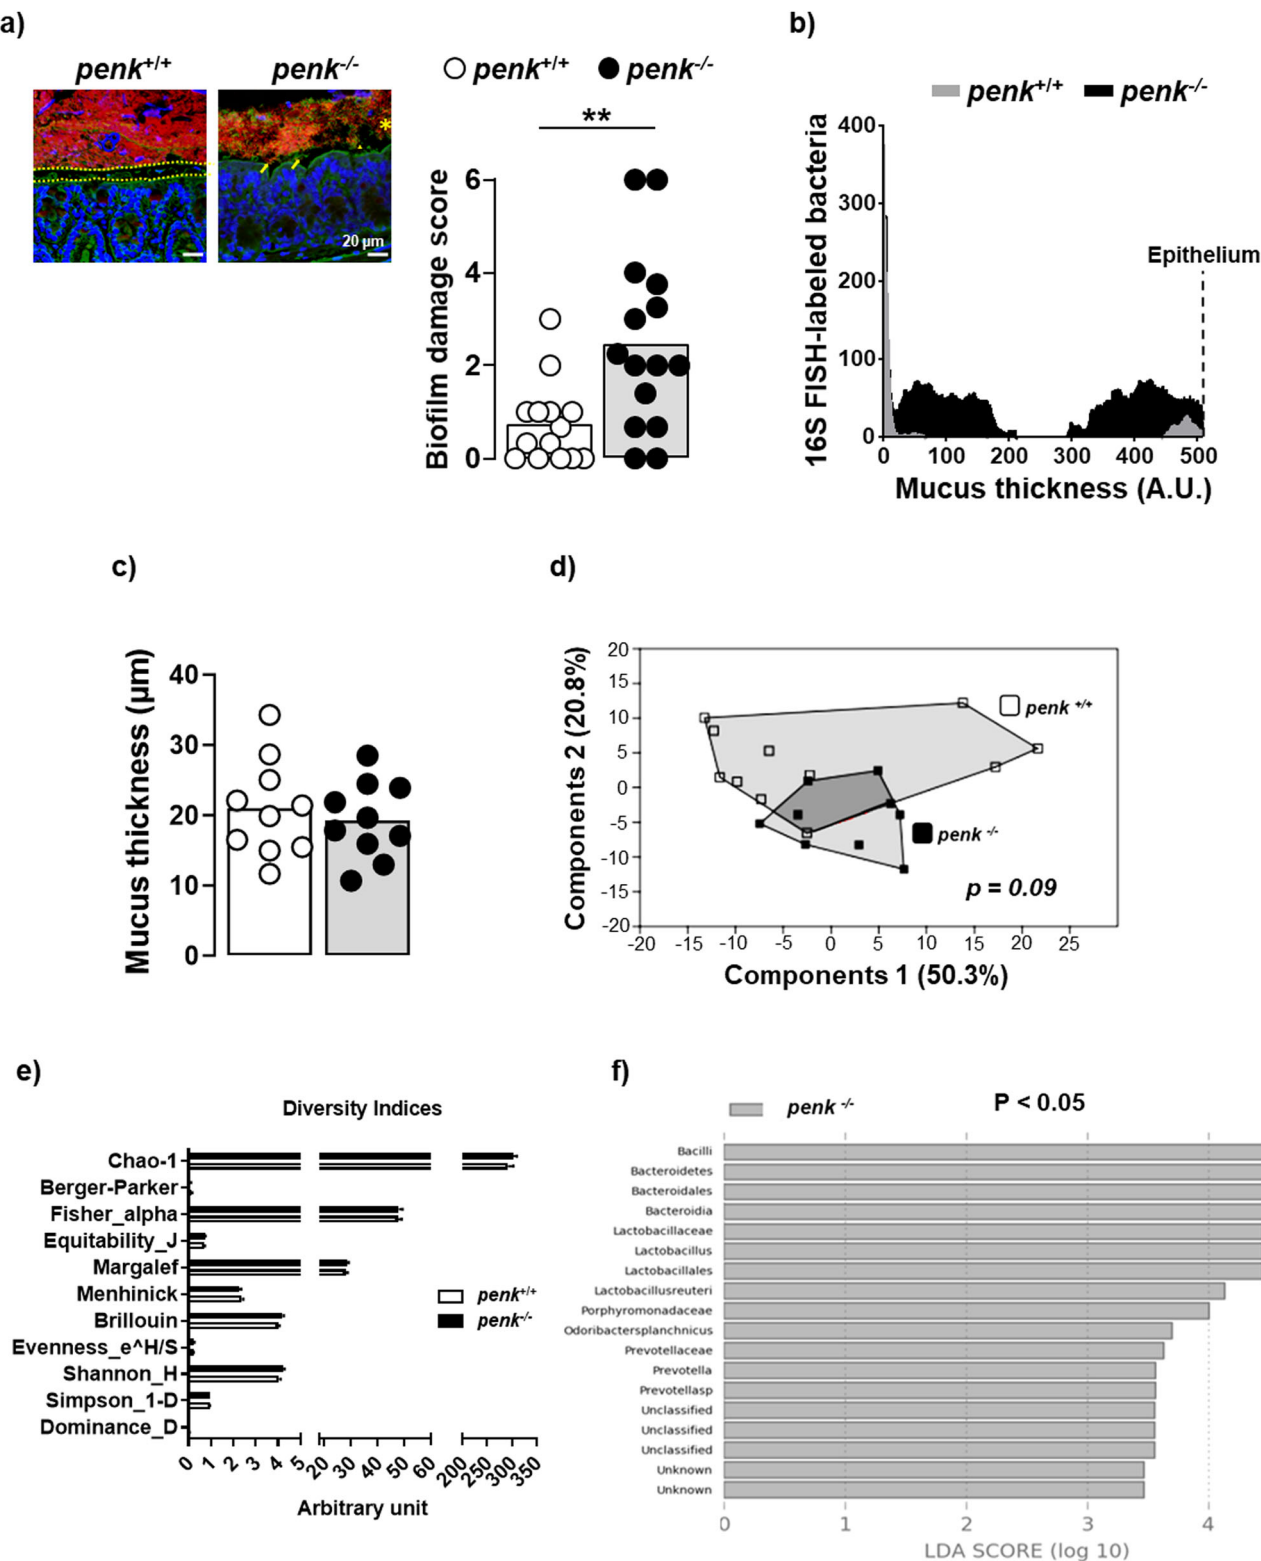 a)
penk+/+
penk-/-
penk+/+
penk-/-
**
*
20 µm
Biofilm damage score
6
4
2
0
b)
penk+/+
penk-/-
16S FISH-labeled bacteria
400
300
200
100
0
Epithelium
0 100 200 300 400 500
Mucus thickness (A.U.)
c)
Mucus thickness (µm)
40
30
20
10
0
d)
Components 2 (20.8%)
20
15
10
5
0
-5
-10
-15
-20
penk +/+
penk -/-
p = 0.09
-20 -15 -10 -5 0 5 10 15 20 25
Components 1 (50.3%)
e)
Diversity Indices
Chao-1
Berger-Parker
Fisher_alpha
Equitability_J
Margalef
Menhinick
Brillouin
Evenness_e^H/S
Shannon_H
Simpson_1-D
Dominance_D
penk+/+
penk-/-
0 1 2 3 4 5 20 30 40 50 60 200 250 300 350
Arbitrary unit
f)
penk -/-
P < 0.05
Bacilli
Bacteroidetes
Bacteroidales
Bacteroidia
Lactobacillaceae
Lactobacillus
Lactobacillales
Lactobacillusreuteri
Porphyromonadaceae
Odoribactersplanchnicus
Prevotellaceae
Prevotella
Prevotellasp
Unclassified
Unclassified
Unclassified
Unknown
Unknown
0 1 2 3 4
LDA SCORE (log 10)